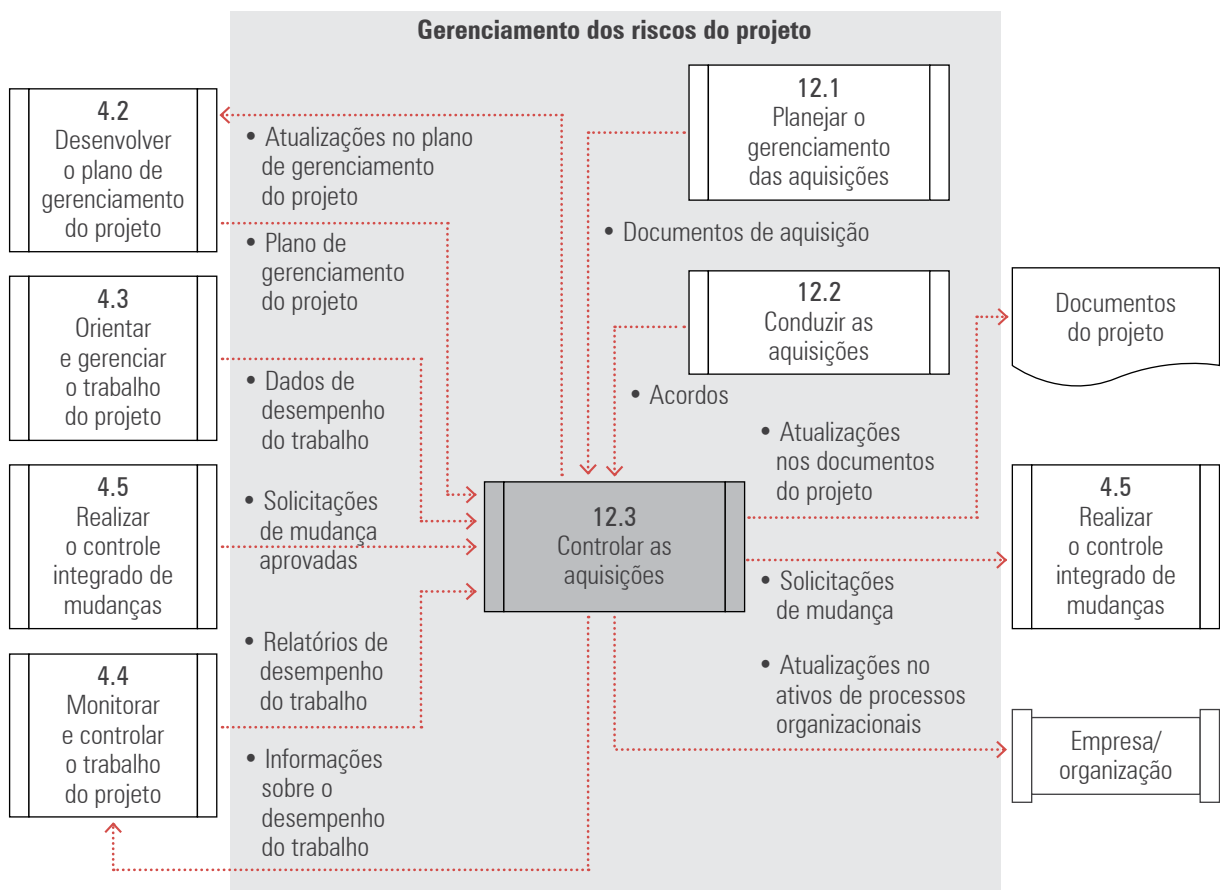 Gerenciamento dos riscos do projeto
4.2
Desenvolver
o plano de
gerenciamento
do projeto
• Atualizações no plano
de gerenciamento
do projeto
12.1
Planejar o
gerenciamento
das aquisições
• Plano de
gerenciamento
do projeto
• Documentos de aquisição
4.3
Orientar
e gerenciar
o trabalho
do projeto
12.2
Conduzir as
aquisições
Documentos
do projeto
• Dados de
desempenho
do trabalho
• Acordos
• Atualizações
nos documentos
do projeto
4.5
Realizar
o controle
integrado de
mudanças
• Solicitações
de mudança
aprovadas
12.3
Controlar as
aquisições
4.5
Realizar
o controle
integrado de
mudanças
• Solicitações
de mudança
• Relatórios de
desempenho
do trabalho
• Atualizações no
ativos de processos
organizacionais
4.4
Monitorar
e controlar
o trabalho
do projeto
• Informações
sobre o
desempenho
do trabalho
Empresa/
organização